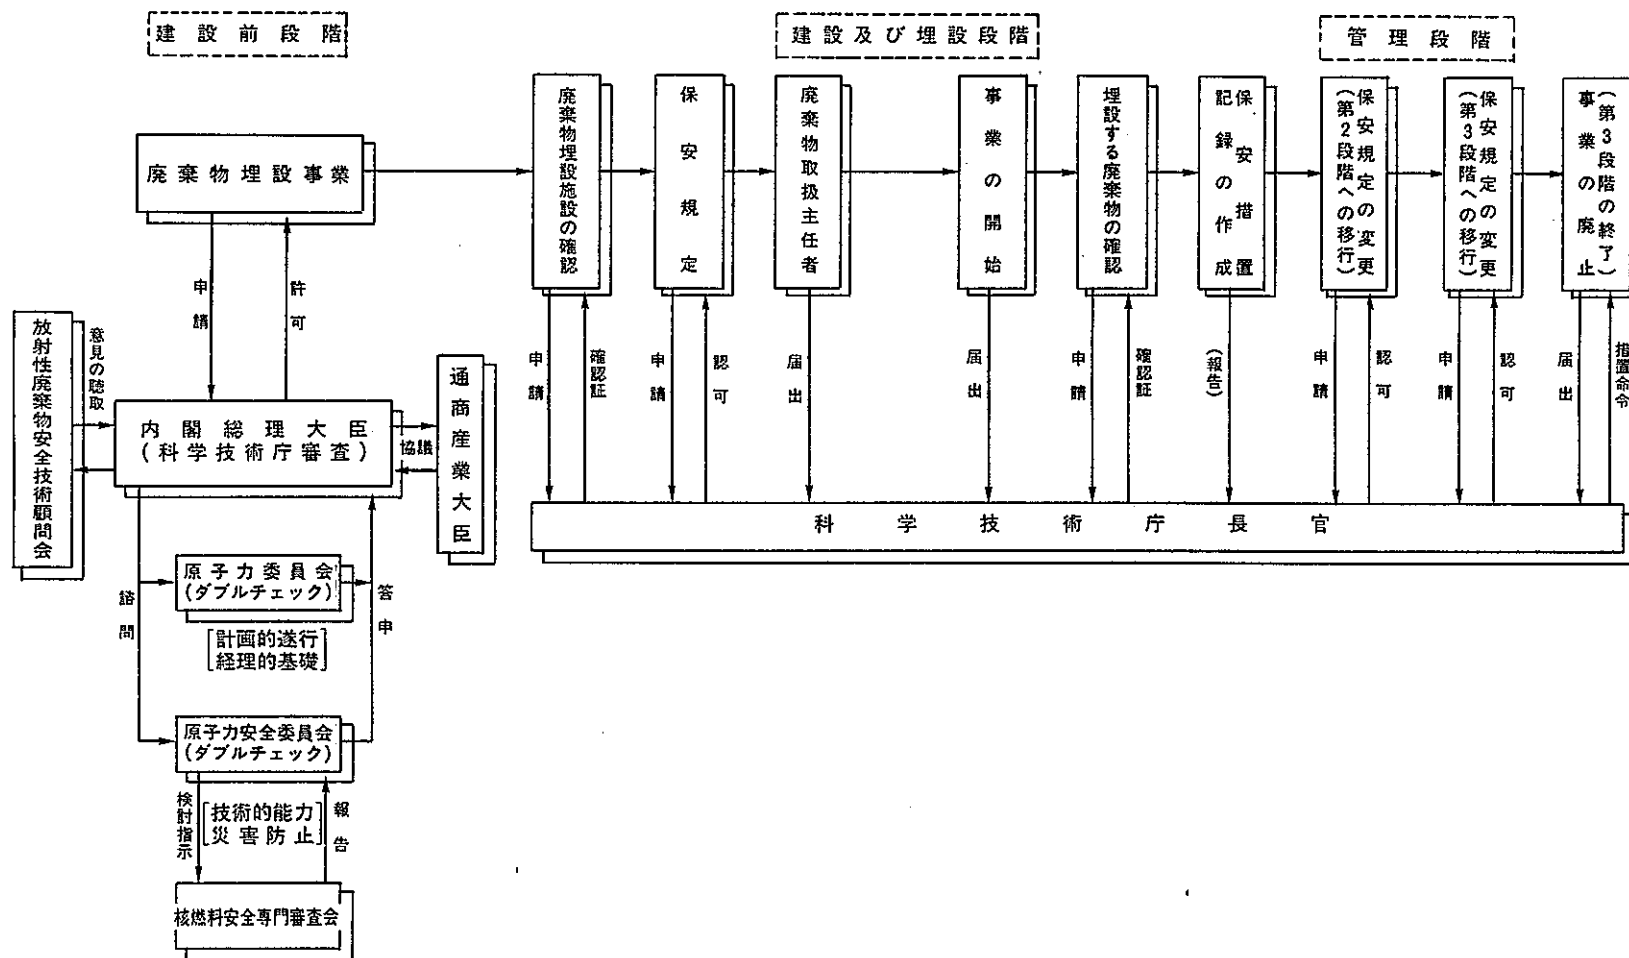 建設前段階
建設及び埋設段階
管理段階
廃棄物埋設事業
申請
許可
放射性廃棄物安全技術顧問会
意見の聴取
内閣総理大臣
(科学技術庁審査)
協議
通商産業大臣
諮問
答申
原子力委員会
(ダブルチェック)
[計画的遂行
経理的基礎]
原子力安全委員会
(ダブルチェック)
検討指示
[技術的能力
災害防止]
報告
核燃料安全専門審査会
廃棄物埋設施設の確認
申請
確認証
保安規定
申請
認可
廃棄物取扱主任者
届出
事業の開始
届出
埋設する廃棄物の確認
申請
確認証
保安措置
記録の作成
(報告)
保安規定の変更
(第2段階への移行)
申請
認可
保安規定の変更
(第3段階への移行)
申請
認可
(第3段階の終了)
事業の廃止
届出
措置命令
科学技術庁長官